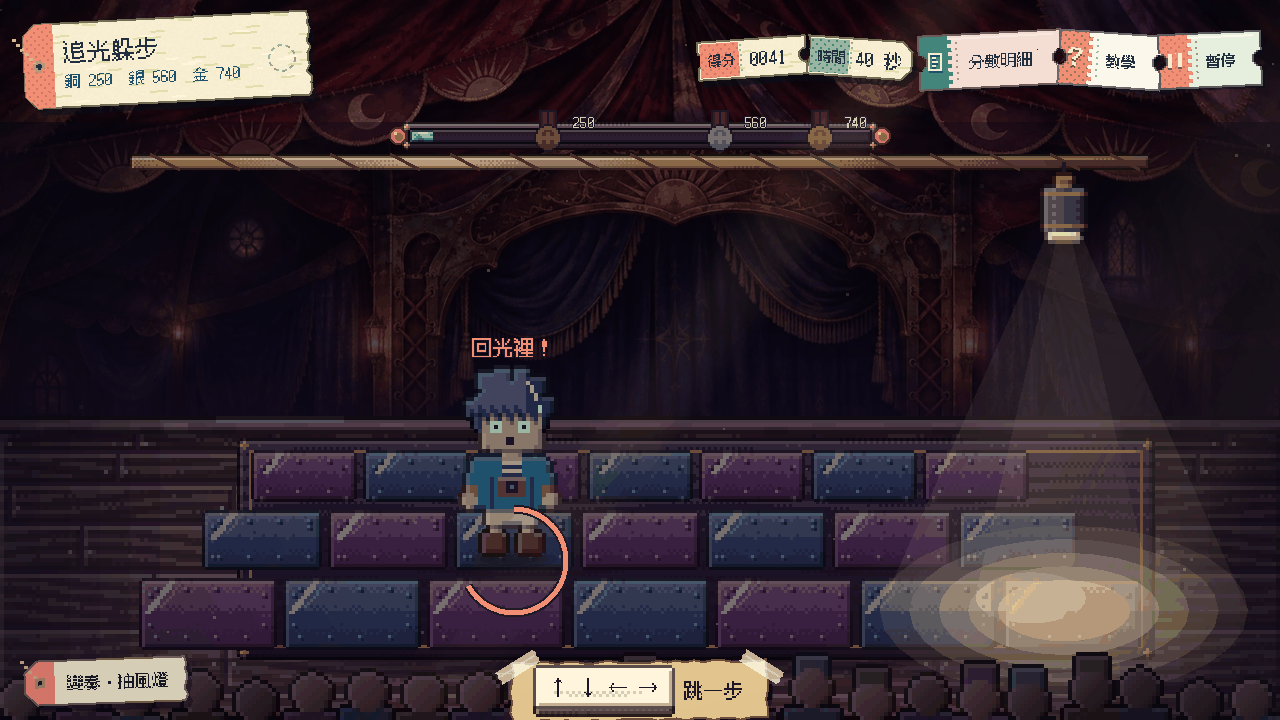 追光躲步
銅 250 銀 560 金 740
得分 0041 時間 40 秒
分數明細
? 教學
暫停
250 560 740
回光裡！
變奏·抽風燈
↑ ↓ ← → 跳一步